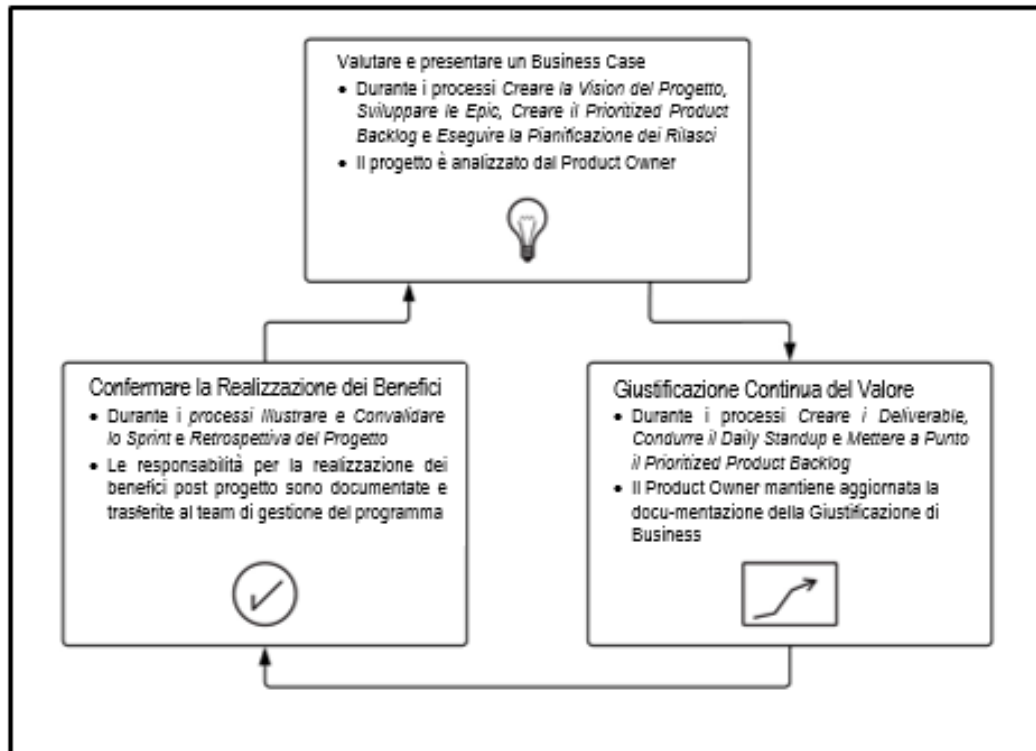 Valutare e presentare un Business Case
• Durante i processi Creare la Vision del Progetto,
Sviluppare le Epic, Creare il Prioritized Product
Backlog e Eseguire la Pianificazione dei Rilasci
• Il progetto è analizzato dal Product Owner
Giustificazione Continua del Valore
• Durante i processi Creare i Deliverable,
Condurre il Daily Standup e Mettere a Punto
il Prioritized Product Backlog
• Il Product Owner mantiene aggiornata la
docu-mentazione della Giustificazione di
Business
Confermare la Realizzazione dei Benefici
• Durante i processi Illustrare e Convalidare
lo Sprint e Retrospettiva del Progetto
• Le responsabilità per la realizzazione dei
benefici post progetto sono documentate e
trasferite al team di gestione del programma